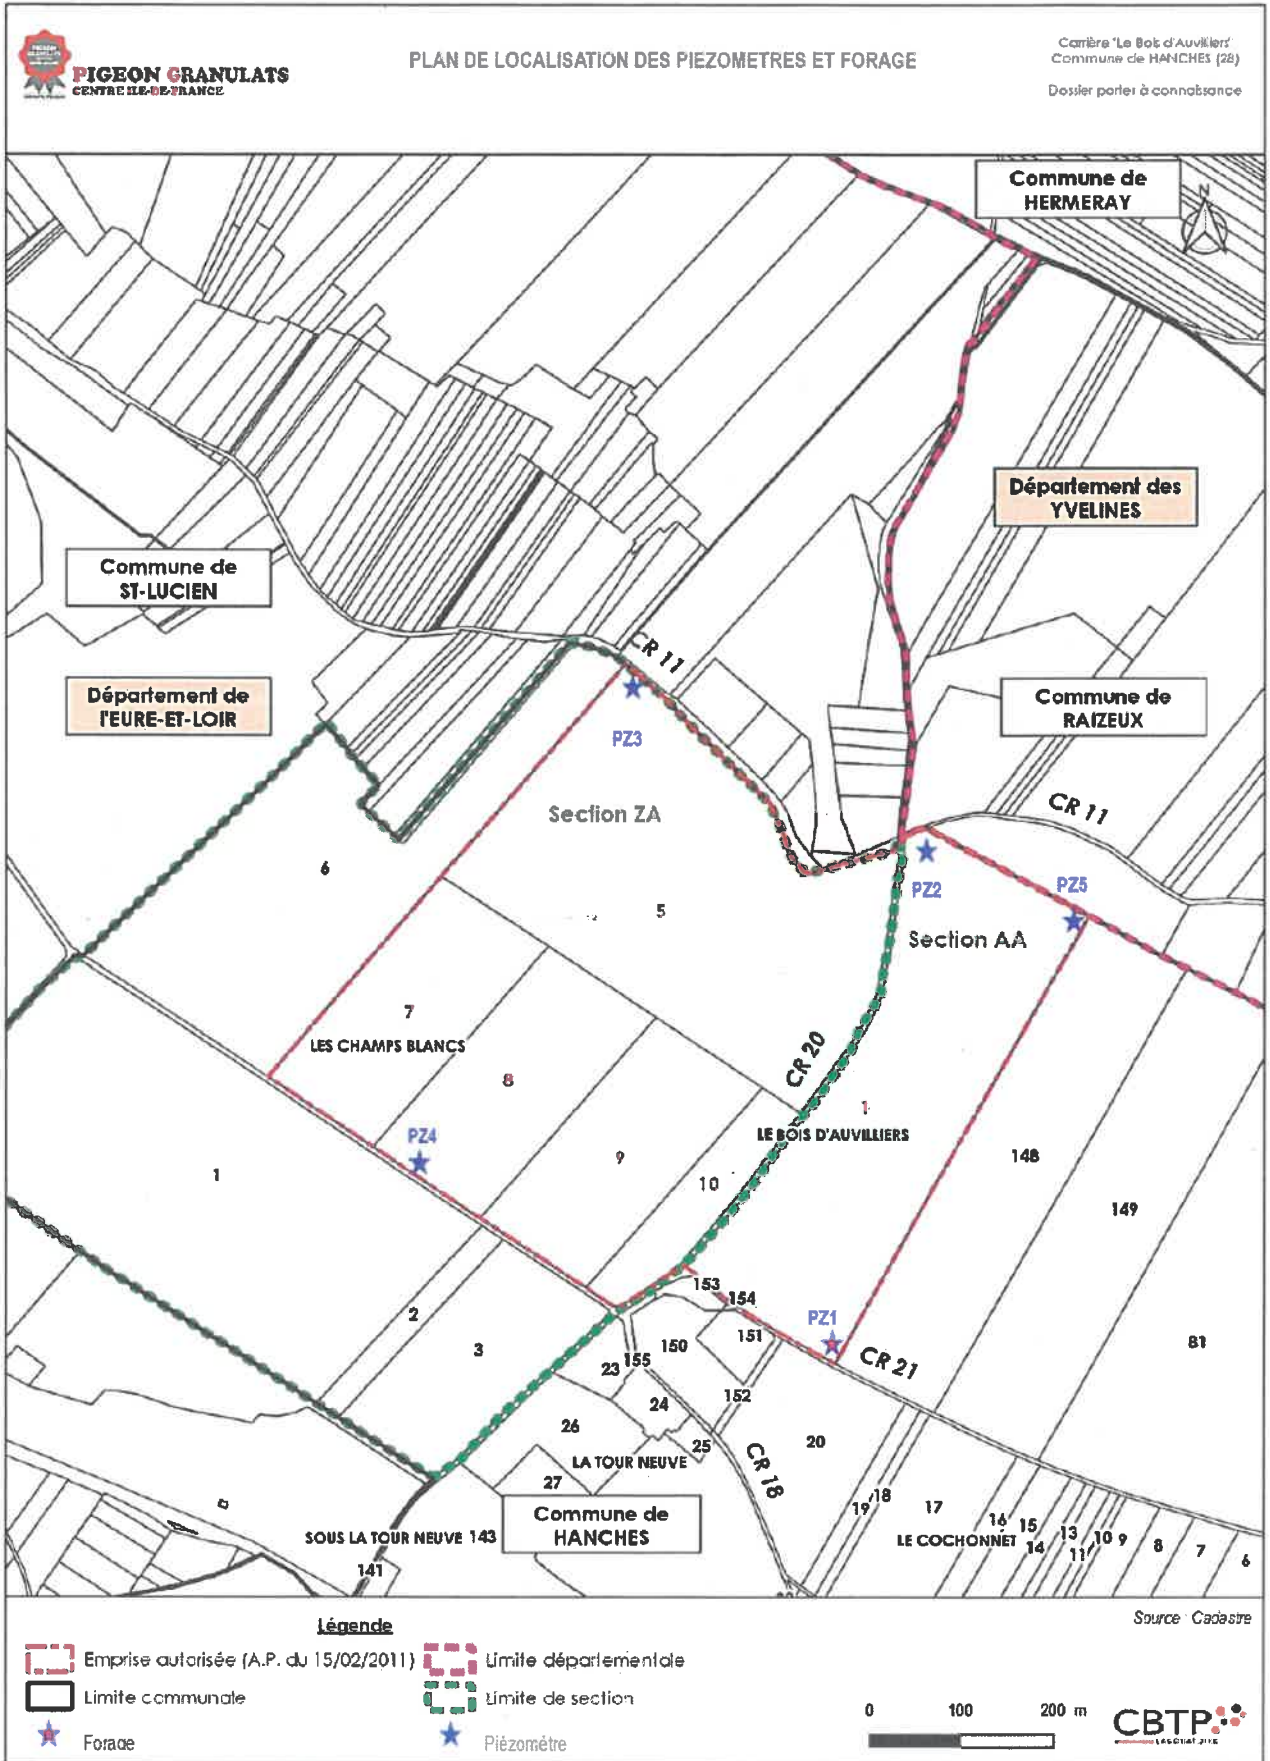 PIGEON GRANULATS
CENTRE ILE-DE-FRANCE
PLAN DE LOCALISATION DES PIEZOMETRES ET FORAGE
Carrière "Le Bois d'Auvilliers"
Commune de HANCHES (28)
Dossier porter à connaissance
Commune de
HERMERAY
N
Département des
YVELINES
Commune de
ST-LUCIEN
Département de
l'EURE-ET-LOIR
Commune de
RAIZEUX
CR 11
PZ3
Section ZA
CR 11
6
5
PZ2
PZ5
Section AA
7
LES CHAMPS BLANCS
8
CR 20
1
LE BOIS D'AUVILLIERS
PZ4
9
10
148
1
149
153
154
PZ1
2
3
150
151
CR 21
81
23
155
152
24
26
25
20
LA TOUR NEUVE
CR 18
27
Commune de
HANCHES
SOUS LA TOUR NEUVE 143
141
19
18
17
LE COCHONNET
16
15
14
13
11
10
9
8
7
6
Légende
Source : Cadastre
Emprise autorisée (A.P. du 15/02/2011)
Limite départementale
Limite communale
Limite de section
Forage
Piézomètre
0 100 200 m
CBTP